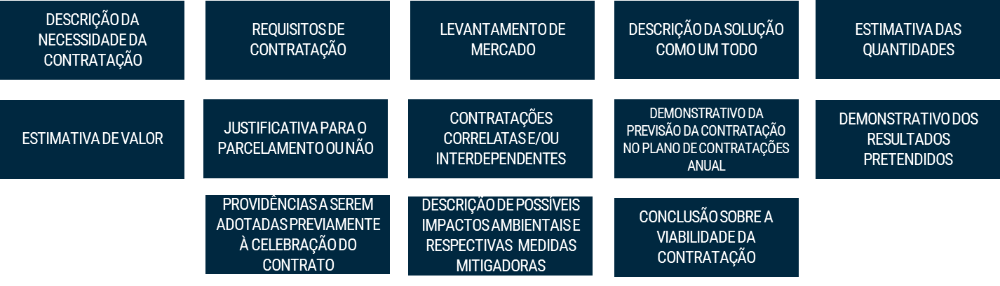 DESCRIÇÃO DA
NECESSIDADE DA
CONTRATAÇÃO
REQUISITOS DE
CONTRATAÇÃO
LEVANTAMENTO DE
MERCADO
DESCRIÇÃO DA SOLUÇÃO
COMO UM TODO
ESTIMATIVA DAS
QUANTIDADES
ESTIMATIVA DE VALOR
JUSTIFICATIVA PARA O
PARCELAMENTO OU NÃO
CONTRATAÇÕES
CORRELATAS E/OU
INTERDEPENDENTES
DEMONSTRATIVO DA
PREVISÃO DA CONTRATAÇÃO
NO PLANO DE CONTRATAÇÕES
ANUAL
DEMONSTRATIVO DOS
RESULTADOS
PRETENDIDOS
PROVIDÊNCIAS A SEREM
ADOTADAS PREVIAMENTE
À CELEBRAÇÃO DO
CONTRATO
DESCRIÇÃO DE POSSÍVEIS
IMPACTOS AMBIENTAIS E
RESPECTIVAS MEDIDAS
MITIGADORAS
CONCLUSÃO SOBRE A
VIABILIDADE DA
CONTRATAÇÃO